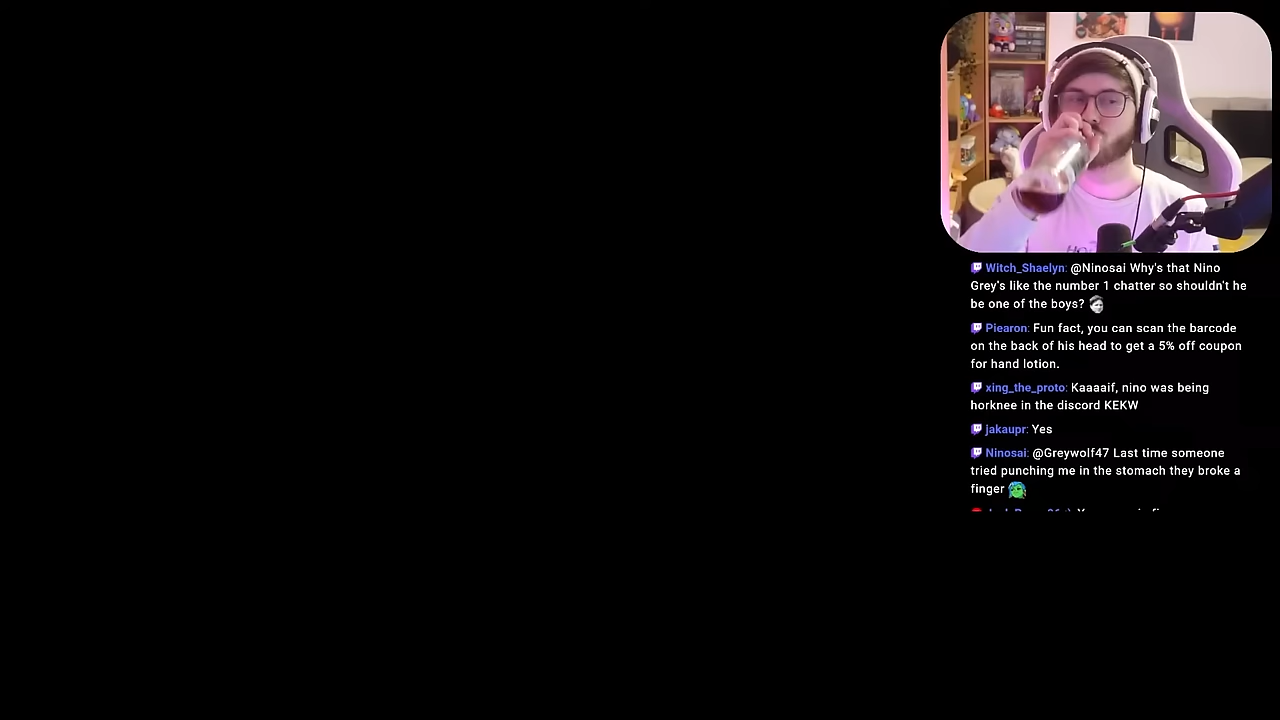 Witch_Shaelyn: @Ninosai Why's that Nino
Grey's like the number 1 chatter so shouldn't he
be one of the boys?
Piearon: Fun fact, you can scan the barcode
on the back of his head to get a 5% off coupon
for hand lotion.
xing_the_proto: Kaaaaif, nino was being
horknee in the discord KEKW
jakaupr: Yes
Ninosai: @Greywolf47 Last time someone
tried punching me in the stomach they broke a
finger